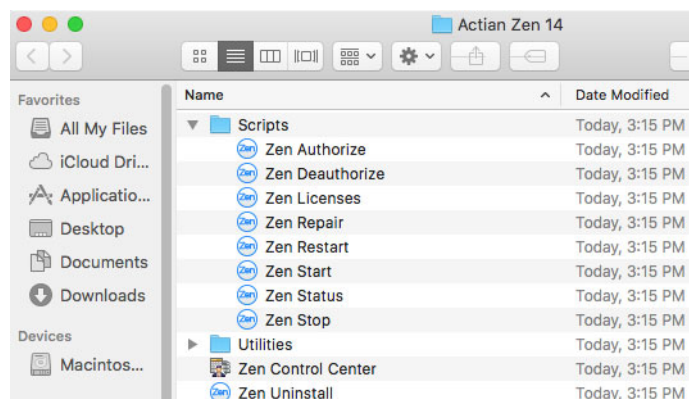 Actian Zen 14
Favorites
All My Files
iCloud Dri...
Applicatio...
Desktop
Documents
Downloads
Devices
Macintos...
Name Date Modified
Scripts Today, 3:15 PM
Zen Authorize Today, 3:15 PM
Zen Deauthorize Today, 3:15 PM
Zen Licenses Today, 3:15 PM
Zen Repair Today, 3:15 PM
Zen Restart Today, 3:15 PM
Zen Start Today, 3:15 PM
Zen Status Today, 3:15 PM
Zen Stop Today, 3:15 PM
Utilities Today, 3:15 PM
Zen Control Center Today, 3:15 PM
Zen Uninstall Today, 3:15 PM